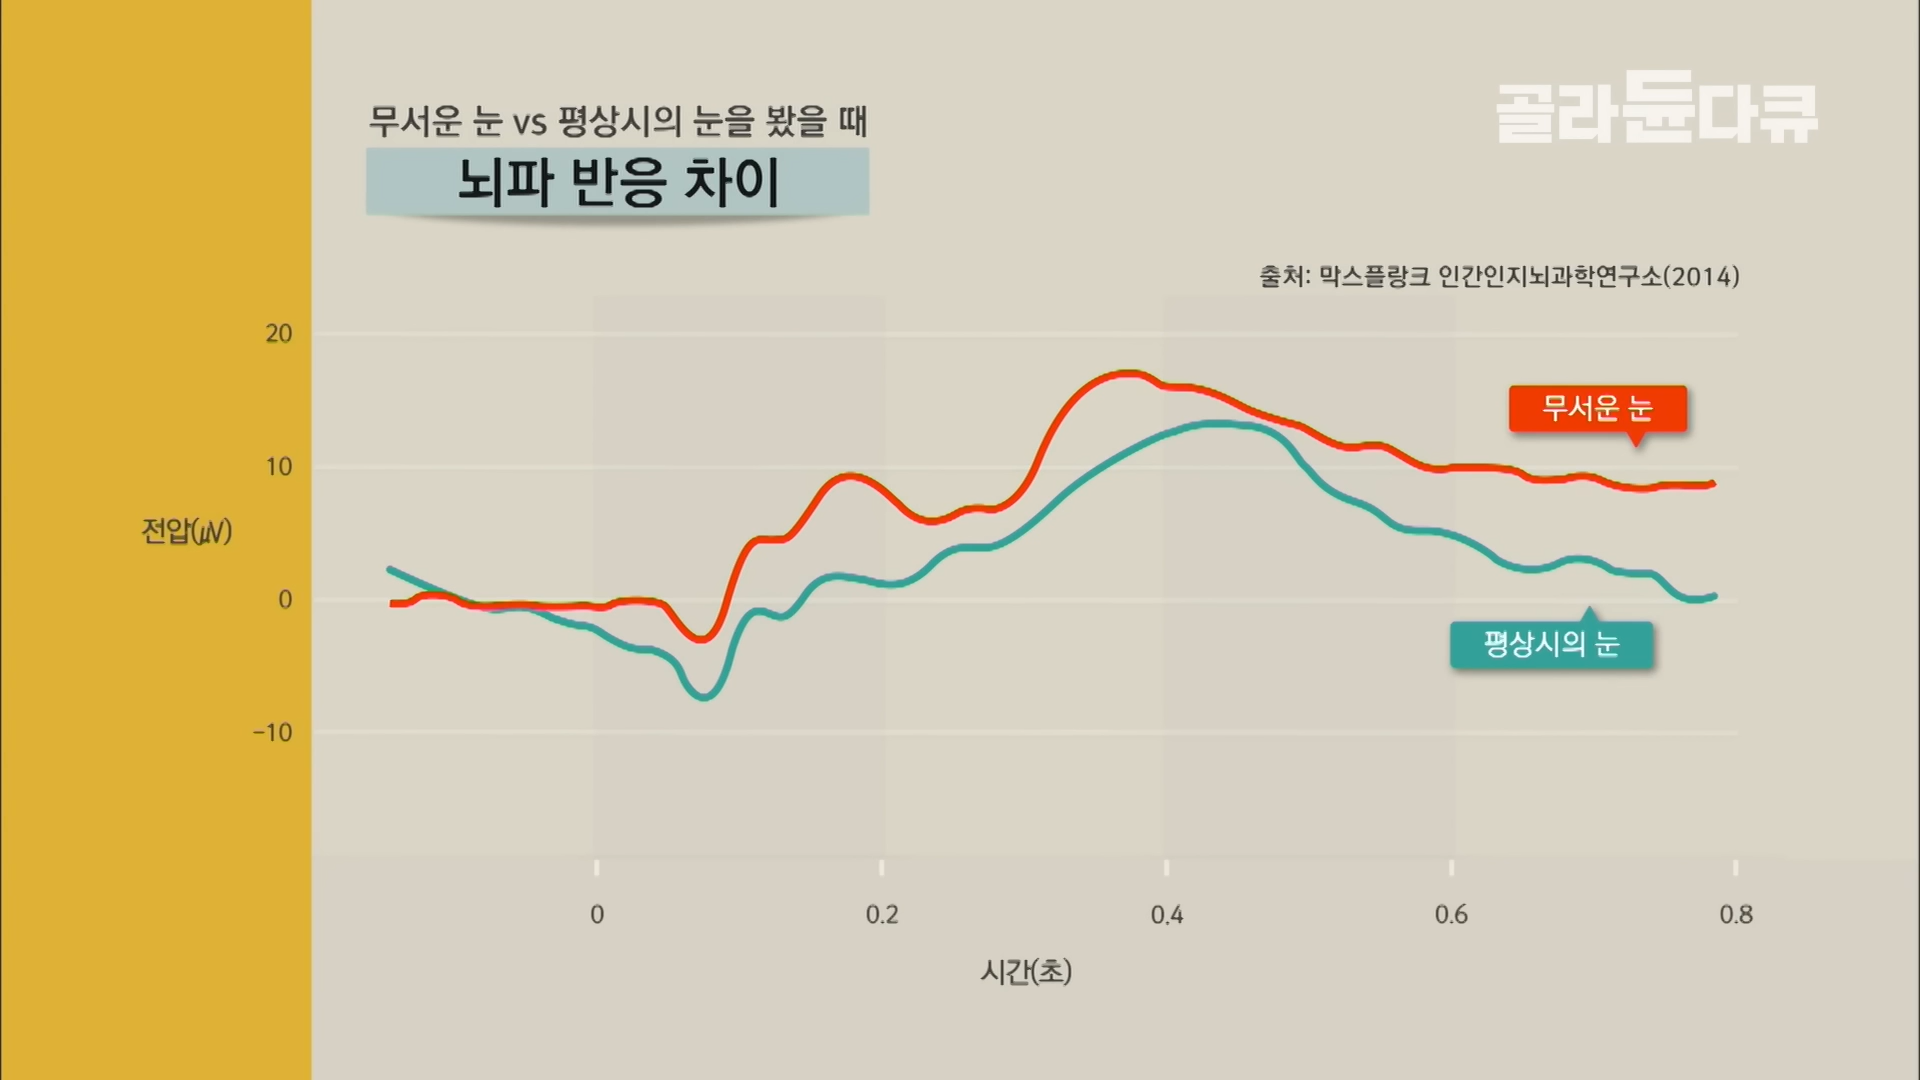 골라듄다큐
무서운 눈 vs 평상시의 눈을 봤을 때
뇌파 반응 차이
출처: 막스플랑크 인간인지뇌과학연구소(2014)
20
10
0
-10
전압(㎶)
무서운 눈
평상시의 눈
0
0.2
0.4
0.6
0.8
시간(초)